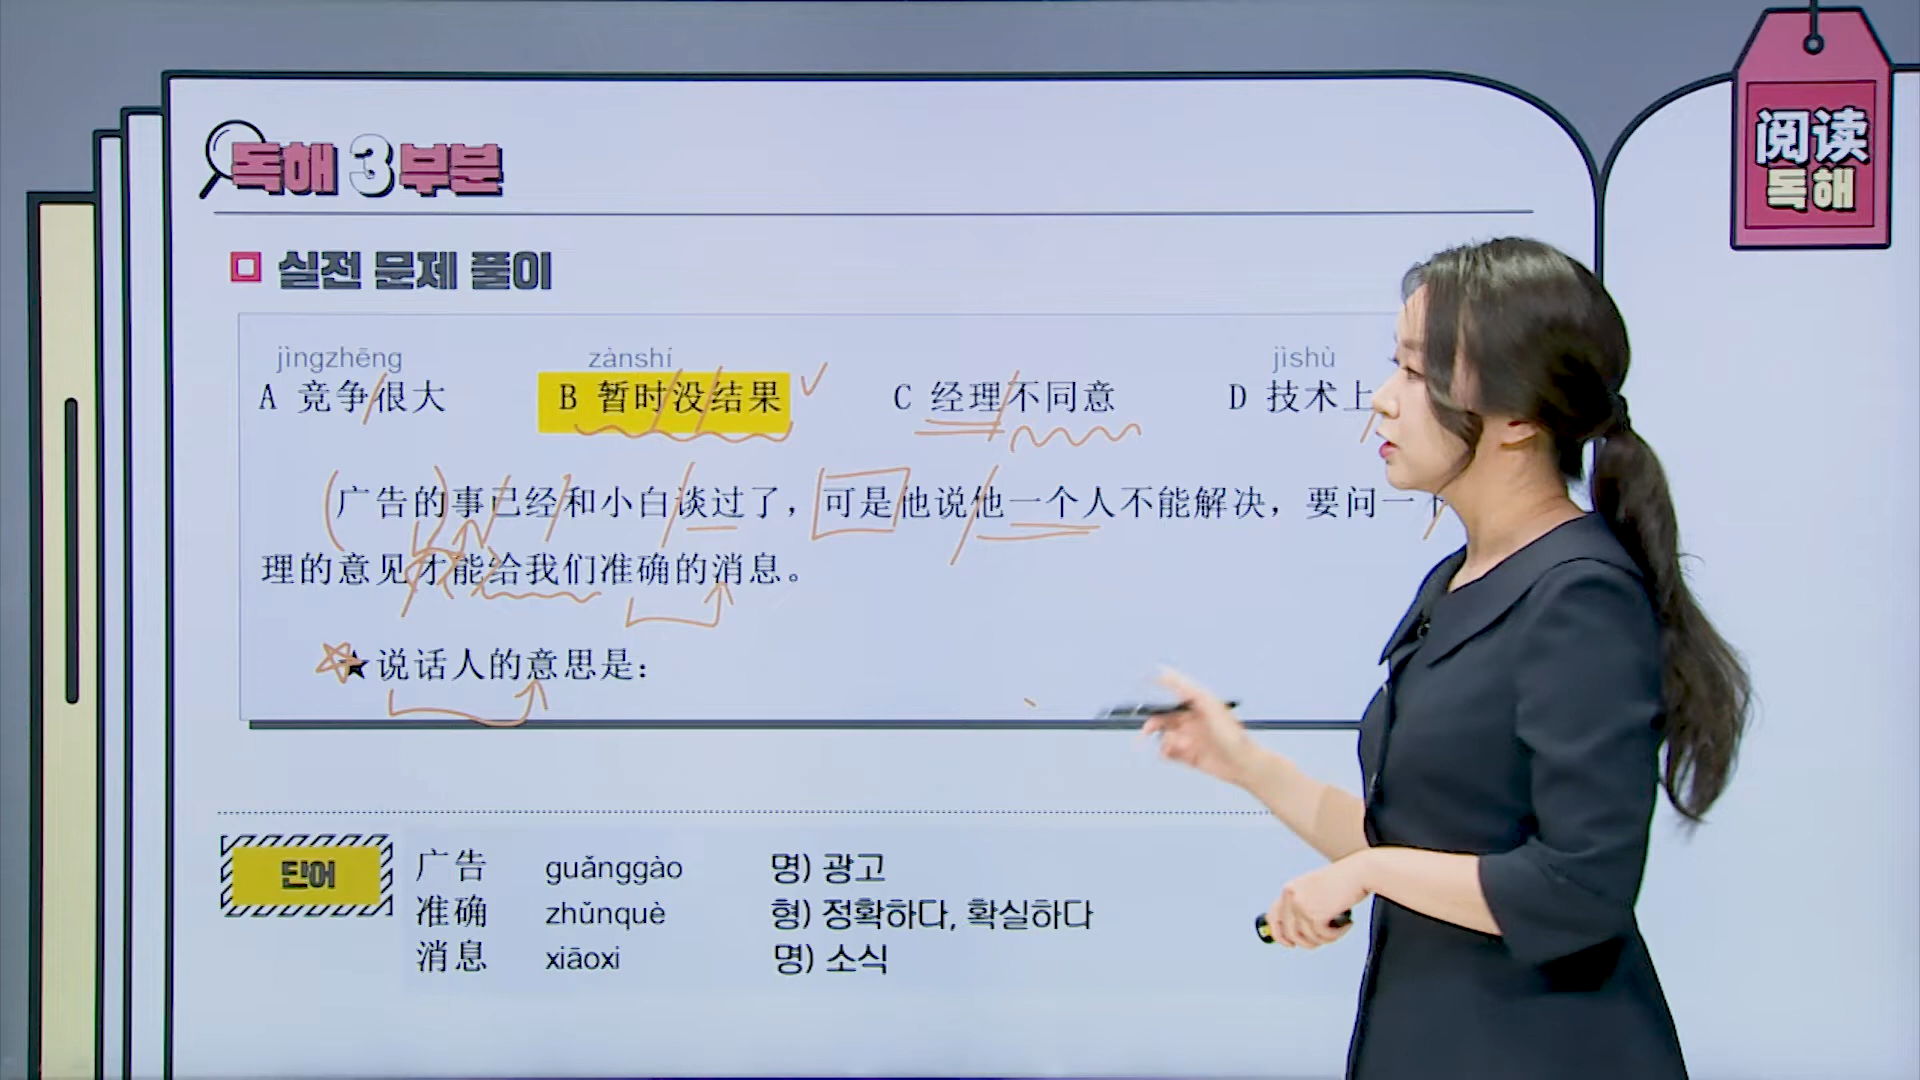 阅读
독해
독해 3 부분
실전 문제 풀이
jìngzhēng zànshí jìshù
A 竞争很大 B 暂时没结果 C 经理不同意 D 技术上
广告的事已经和小白谈过了，可是他说他一个人不能解决，要问一下
理的意见才能给我们准确的消息。
★说话人的意思是：
단어
广告 guǎnggào 명) 광고
准确 zhǔnquè 형) 정확하다, 확실하다
消息 xiāoxi 명) 소식